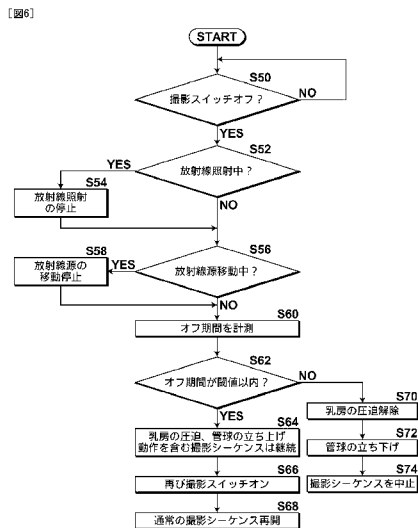 [図6]
START
S50
撮影スイッチオフ?
NO
YES
S52
放射線照射中?
YES
S54
放射線照射
の停止
NO
S56
放射線源移動中?
YES
S58
放射線源の
移動停止
NO
S60
オフ期間を計測
S62
オフ期間が閾値以内?
NO
YES
S64
乳房の圧迫、管球の立ち上げ
動作を含む撮影シーケンスは継続
S66
再び撮影スイッチオン
S68
通常の撮影シーケンス再開
S70
乳房の圧迫解除
S72
管球の立ち下げ
S74
撮影シーケンスを中止